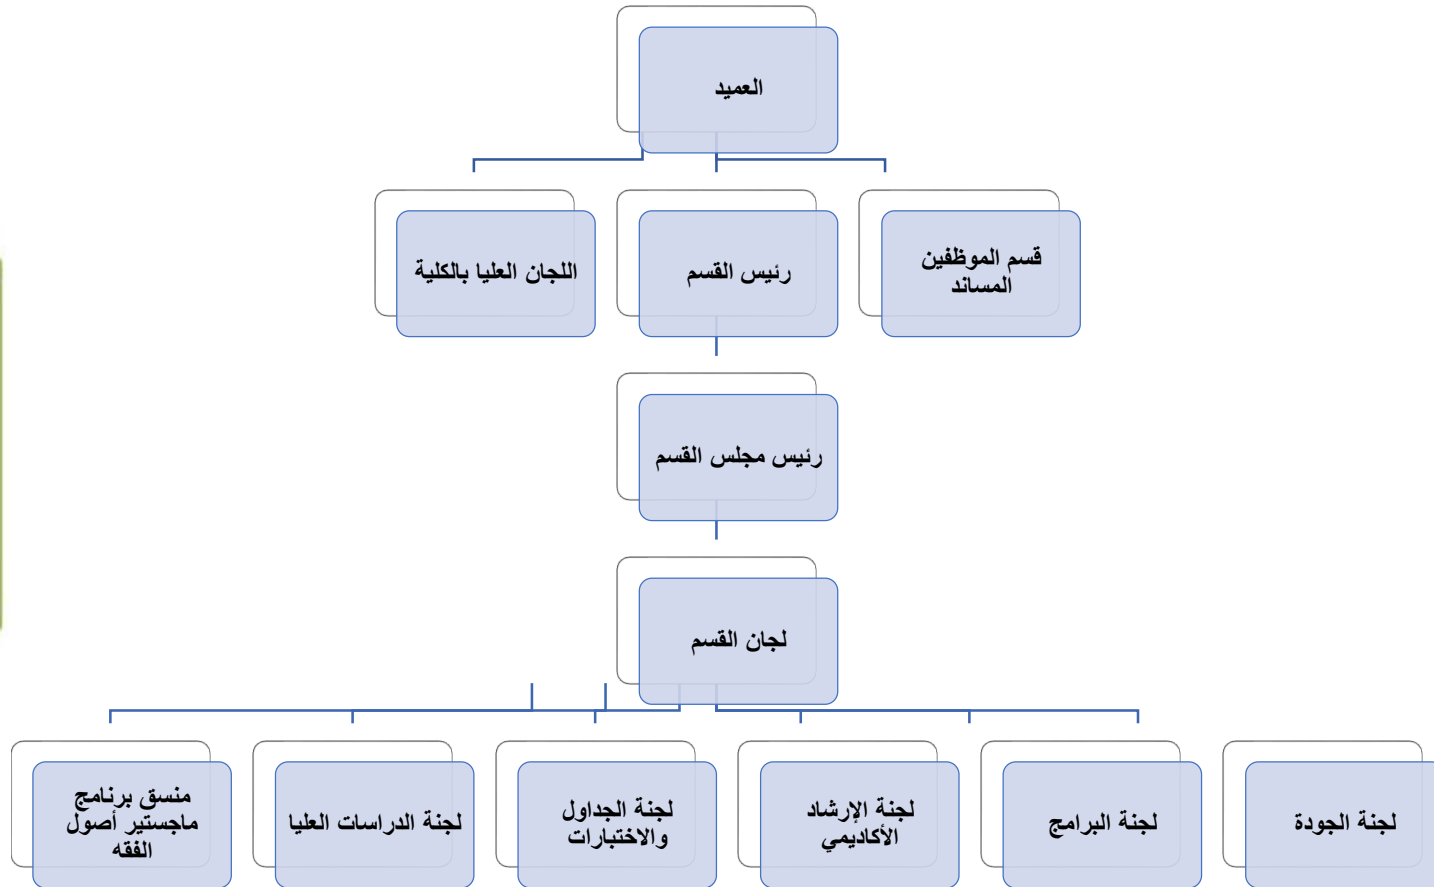 العميد
قسم الموظفين
المساند
رئيس القسم
اللجان العليا بالكلية
رئيس مجلس القسم
لجان القسم
لجنة الجودة
لجنة البرامج
لجنة الإرشاد
الأكاديمي
لجنة الجداول
والاختبارات
لجنة الدراسات العليا
منسق برنامج
ماجستير أصول
الفقه